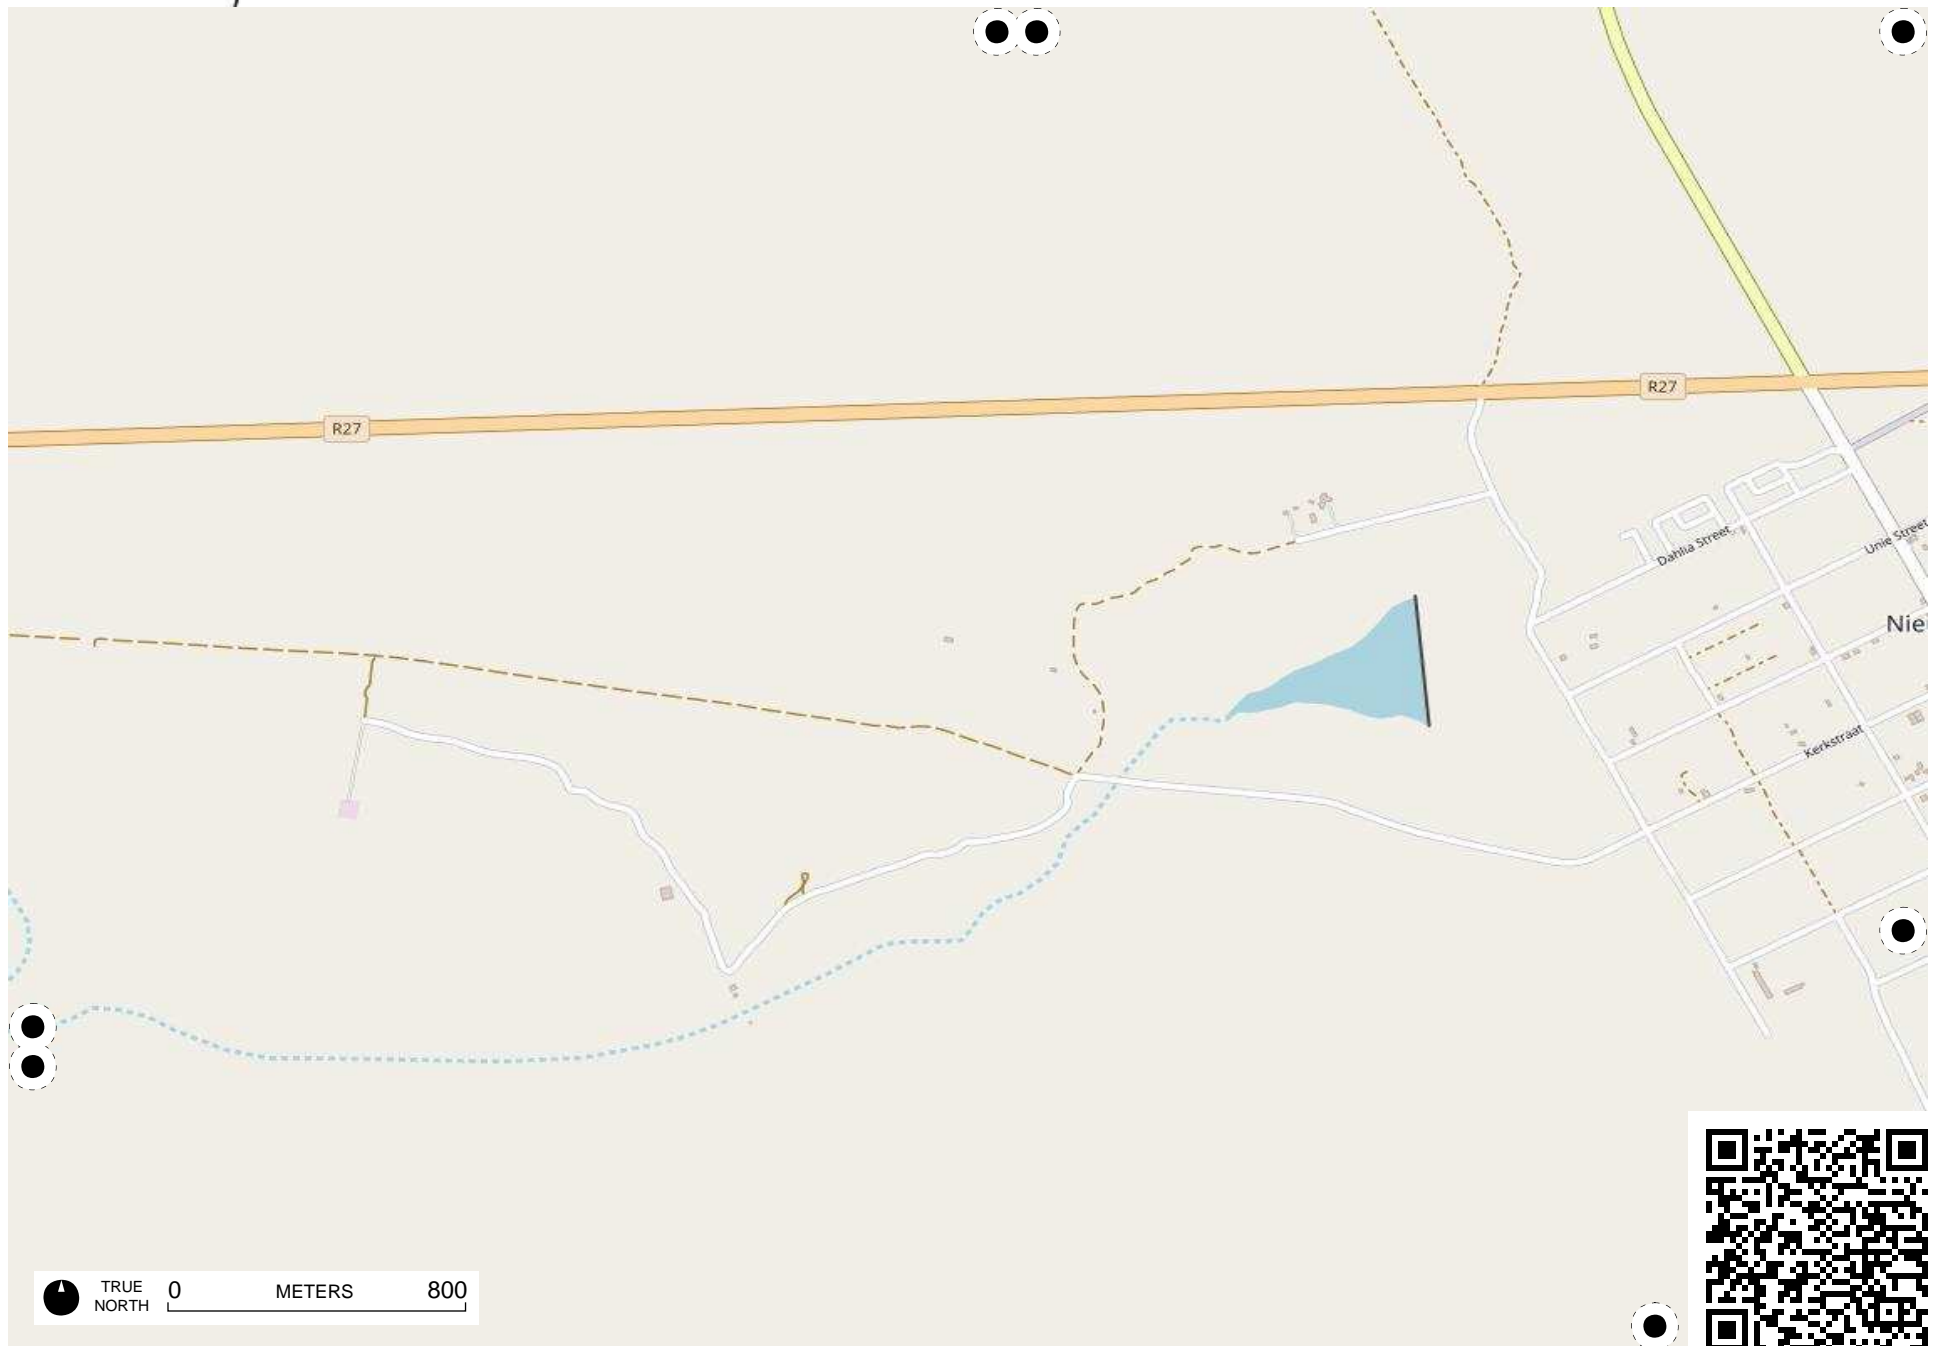 R27
R27
Dahlia Street
Unie Street
Nie
Kerkstraat
TRUE
NORTH
0 METERS 800